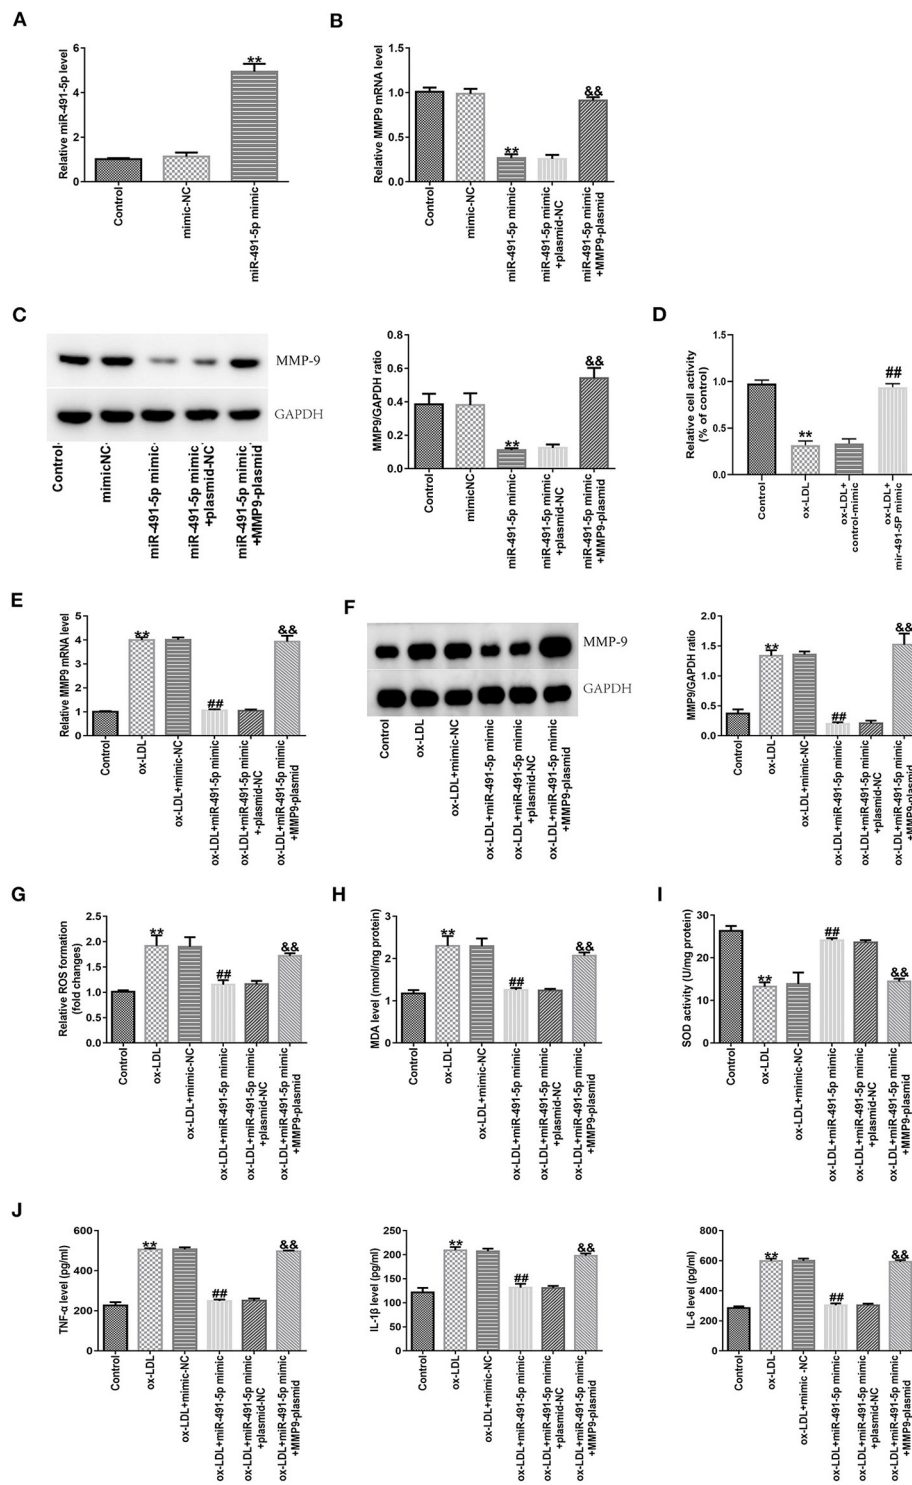 A
Relative miR-491-5p level
6
4
2
0
**
Control
mimic-NC
miR-491-5p mimic
B
Relative MMP9 mRNA level
1.5
1.0
0.5
0.0
**
&&
Control
mimic-NC
miR-491-5p mimic
miR-491-5p mimic
+plasmid-NC
miR-491-5p mimic
+MMP9-plasmid
C
MMP-9
GAPDH
Control
mimicNC
miR-491-5p mimic
miR-491-5p mimic
+plasmid-NC
miR-491-5p mimic
+MMP9-plasmid
MMP9/GAPDH ratio
0.8
0.6
0.4
0.2
0.0
**
&&
Control
mimicNC
miR-491-5p mimic
miR-491-5p mimic
+plasmid-NC
miR-491-5p mimic
+MMP9-plasmid
D
Relative cell activity
(% of control)
1.5
1.0
0.5
0.0
**
##
Control
ox-LDL
ox-LDL+
control-mimic
ox-LDL+
mir-491-5P mimic
E
Relative MMP9 mRNA level
5
4
3
2
1
0
**
##
&&
Control
ox-LDL
ox-LDL+mimic-NC
ox-LDL+miR-491-5p mimic
ox-LDL+miR-491-5p mimic
+-plasmid-NC
ox-LDL+miR-491-5p mimic
+MMP9-plasmid
F
MMP-9
GAPDH
Control
ox-LDL
ox-LDL+mimic-NC
ox-LDL+miR-491-5p mimic
ox-LDL+miR-491-5p mimic
+plasmid-NC
ox-LDL+miR-491-5p mimic
+MMP9-plasmid
MMP9/GAPDH ratio
2.0
1.5
1.0
0.5
0.0
**
##
&&
Control
ox-LDL
ox-LDL+mimic-NC
ox-LDL+miR-491-5p mimic
ox-LDL+miR-491-5p mimic
+plasmid-NC
ox-LDL+miR-491-5p mimic
+MMP9-plasmid
G
Relative ROS formation
(fold changes)
2.5
2.0
1.5
1.0
0.5
0.0
**
##
&&
Control
ox-LDL
ox-LDL+mimic-NC
ox-LDL+miR-491-5p mimic
ox-LDL+miR-491-5p mimic
+plasmid-NC
ox-LDL+miR-491-5p mimic
+MMP9-plasmid
H
MDA level (nmol/mg protein)
3
2
1
0
**
##
&&
Control
ox-LDL
ox-LDL+mimic-NC
ox-LDL+miR-491-5p mimic
ox-LDL+miR-491-5p mimic
+plasmid-NC
ox-LDL+miR-491-5p mimic
+MMP9-plasmid
I
SOD activity (U/mg protein)
30
20
10
0
**
##
&&
Control
ox-LDL
ox-LDL+mimic-NC
ox-LDL+miR-491-5p mimic
ox-LDL+miR-491-5p mimic
+plasmid-NC
ox-LDL+miR-491-5p mimic
+MMP9-plasmid
J
TNF-α level (pg/ml)
600
400
200
0
**
##
&&
Control
ox-LDL
ox-LDL+mimic-NC
ox-LDL+miR-491-5p mimic
ox-LDL+miR-491-5p mimic
+plasmid-NC
ox-LDL+miR-491-5p mimic
+MMP9-plasmid
IL-1β level (pg/ml)
250
200
150
100
50
0
**
##
&&
Control
ox-LDL
ox-LDL+mimic-NC
ox-LDL+miR-491-5p mimic
ox-LDL+miR-491-5p mimic
+plasmid-NC
ox-LDL+miR-491-5p mimic
+MMP9-plasmid
IL-6 level (pg/ml)
800
600
400
200
0
**
##
&&
Control
ox-LDL
ox-LDL+mimic -NC
ox-LDL+miR-491-5p mimic
ox-LDL+miR-491-5p mimic
+plasmid-NC
ox-LDL+miR-491-5p mimic
+MMP9-plasmid